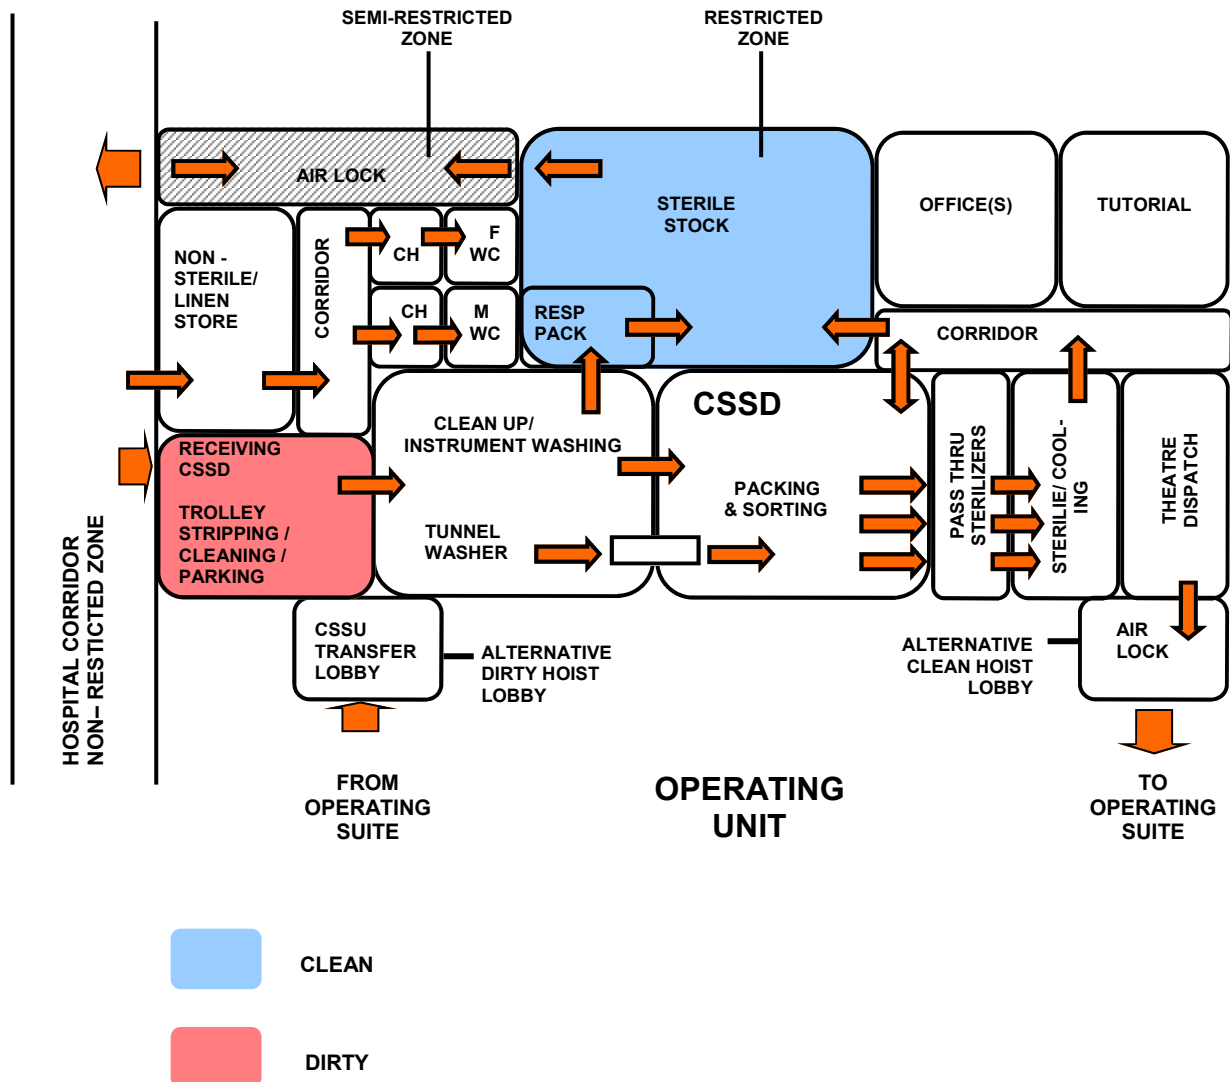 SEMI-RESTRICTED
ZONE
RESTRICTED
ZONE
AIR LOCK
STERILE
STOCK
OFFICE(S)
TUTORIAL
NON -
STERILE/
LINEN
STORE
CORRIDOR
CH
F
WC
CH
M
WC
RESP
PACK
CORRIDOR
RECEIVING
CSSD
TROLLEY
STRIPPING /
CLEANING /
PARKING
CLEAN UP/
INSTRUMENT WASHING
TUNNEL
WASHER
CSSD
PACKING
& SORTING
PASS THRU
STERILIZERS
STERILIE/ COOL-
ING
THEATRE
DISPATCH
HOSPITAL CORRIDOR
NON– RESTICTED ZONE
CSSU
TRANSFER
LOBBY
ALTERNATIVE
DIRTY HOIST
LOBBY
ALTERNATIVE
CLEAN HOIST
LOBBY
AIR
LOCK
FROM
OPERATING
SUITE
OPERATING
UNIT
TO
OPERATING
SUITE
CLEAN
DIRTY